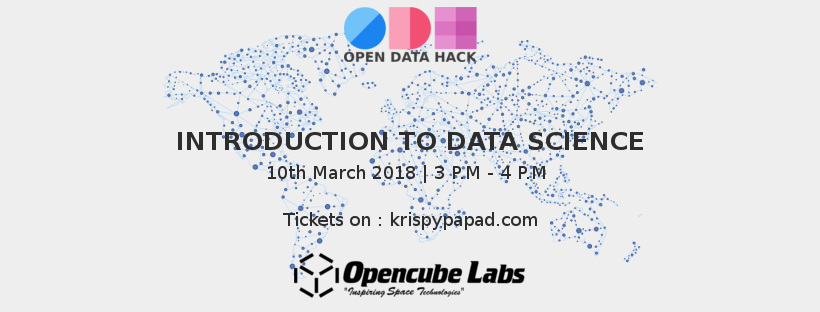 OPEN DATA HACK
INTRODUCTION TO DATA SCIENCE
10th March 2018 | 3 P.M - 4 P.M
Tickets on : krispypapad.com
Opencube Labs
"Inspiring Space Technologies"